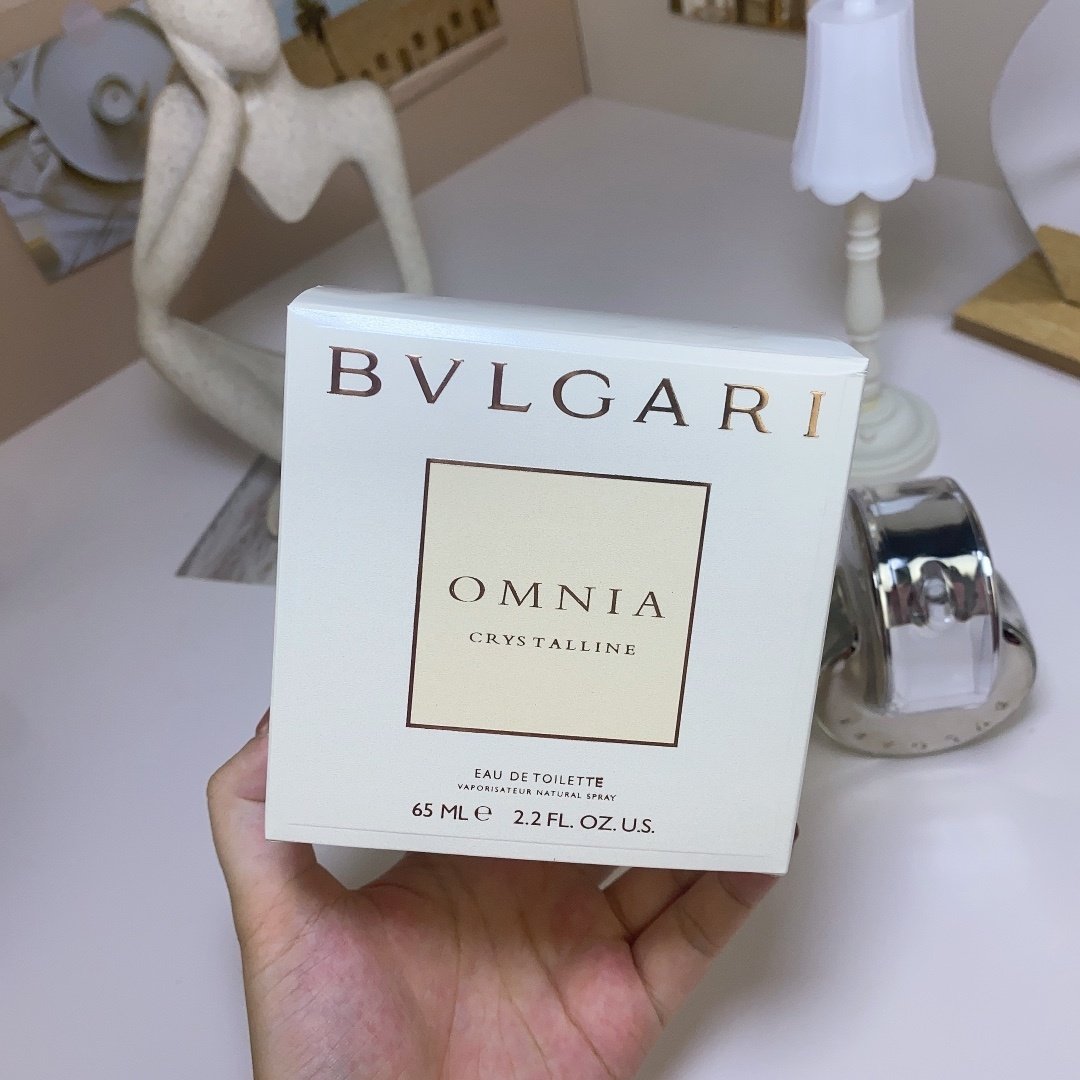 BVLGARI
OMNIA
CRYSTALLINE
EAU DE TOILETTE
VAPORISATEUR NATURAL SPRAY
65 ML ℮ 2.2 FL. OZ. U.S.